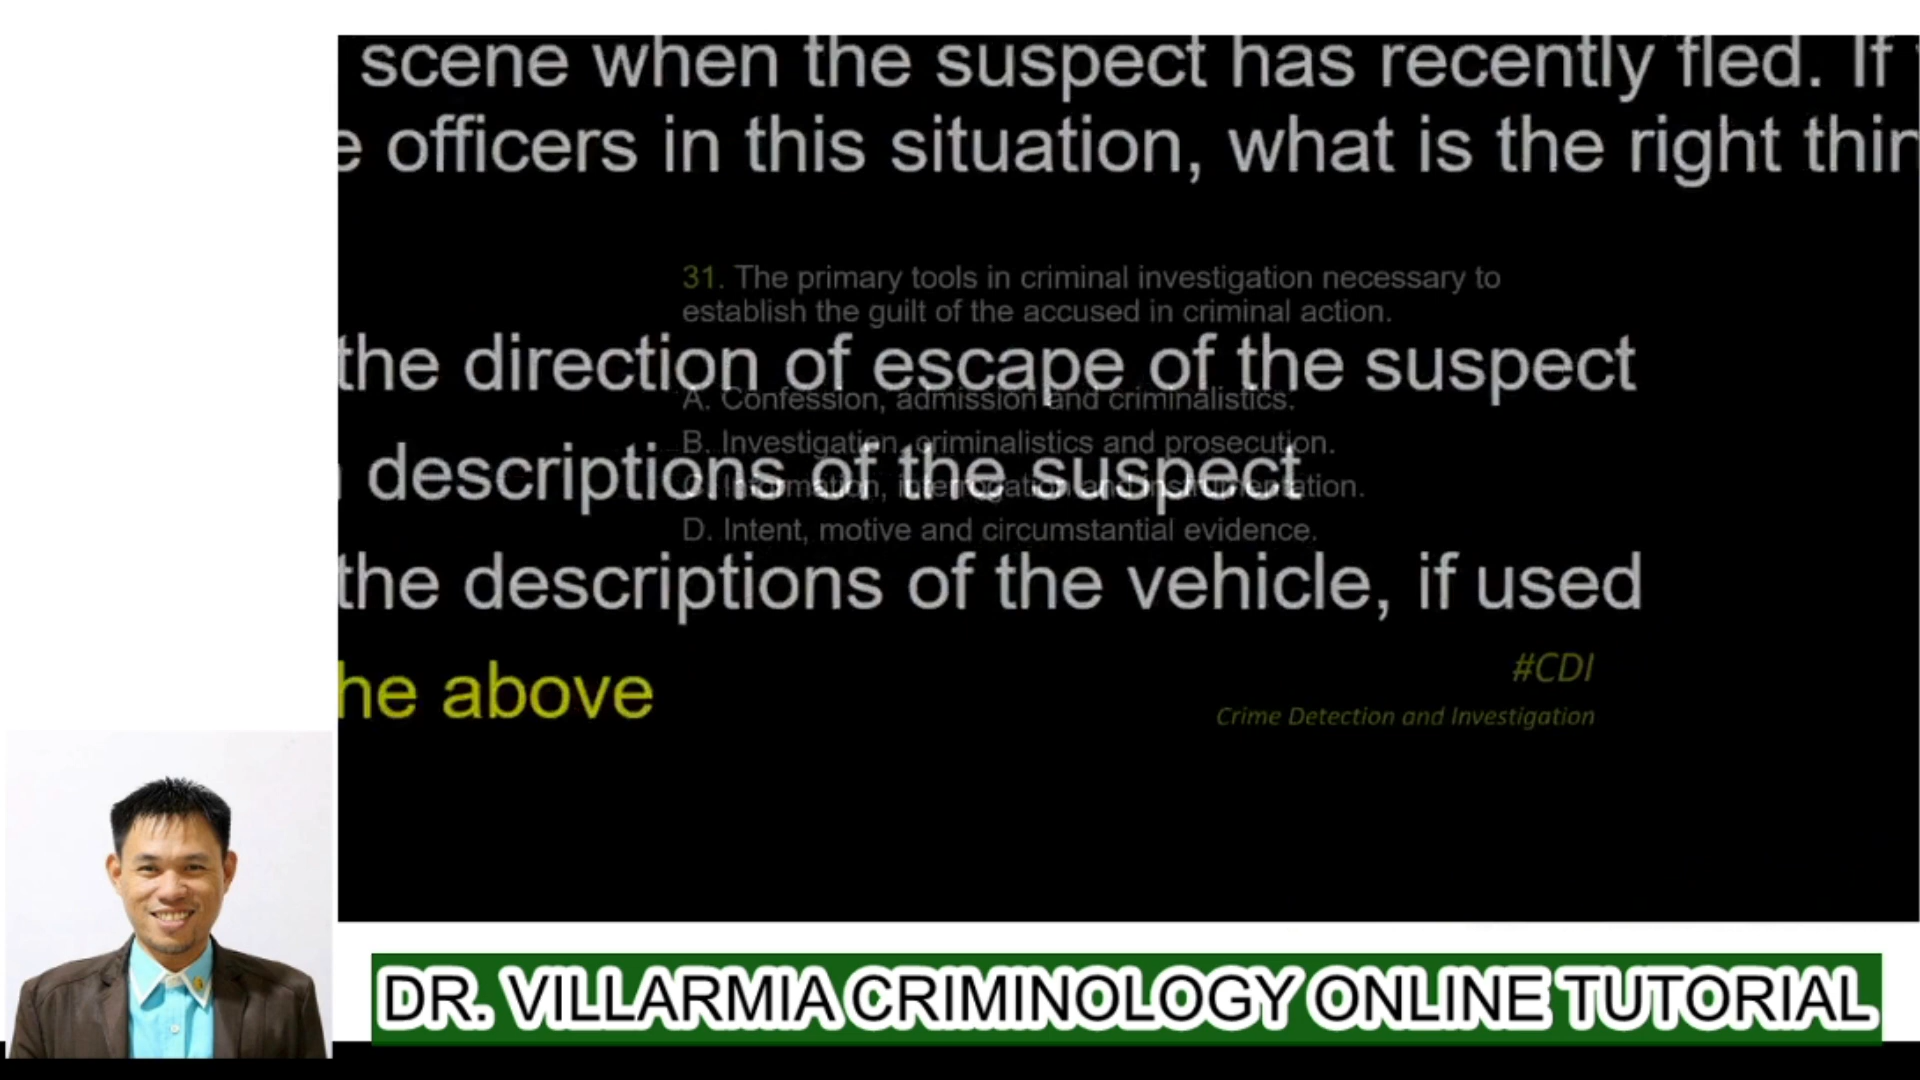 scene when the suspect has recently fled. If
officers in this situation, what is the right
31. The primary tools in criminal investigation necessary to
establish the guilt of the accused in criminal action.
the direction of escape of the suspect
A. Confession, admission and criminalistics.
B. Investigation, criminalistics and prosecution.
descriptions of the suspect
C. Information, interrogation and instrumentation.
D. Intent, motive and circumstantial evidence.
the descriptions of the vehicle, if used
he above
#CDI
Crime Detection and Investigation
DR. VILLARMIA CRIMINOLOGY ONLINE TUTORIAL